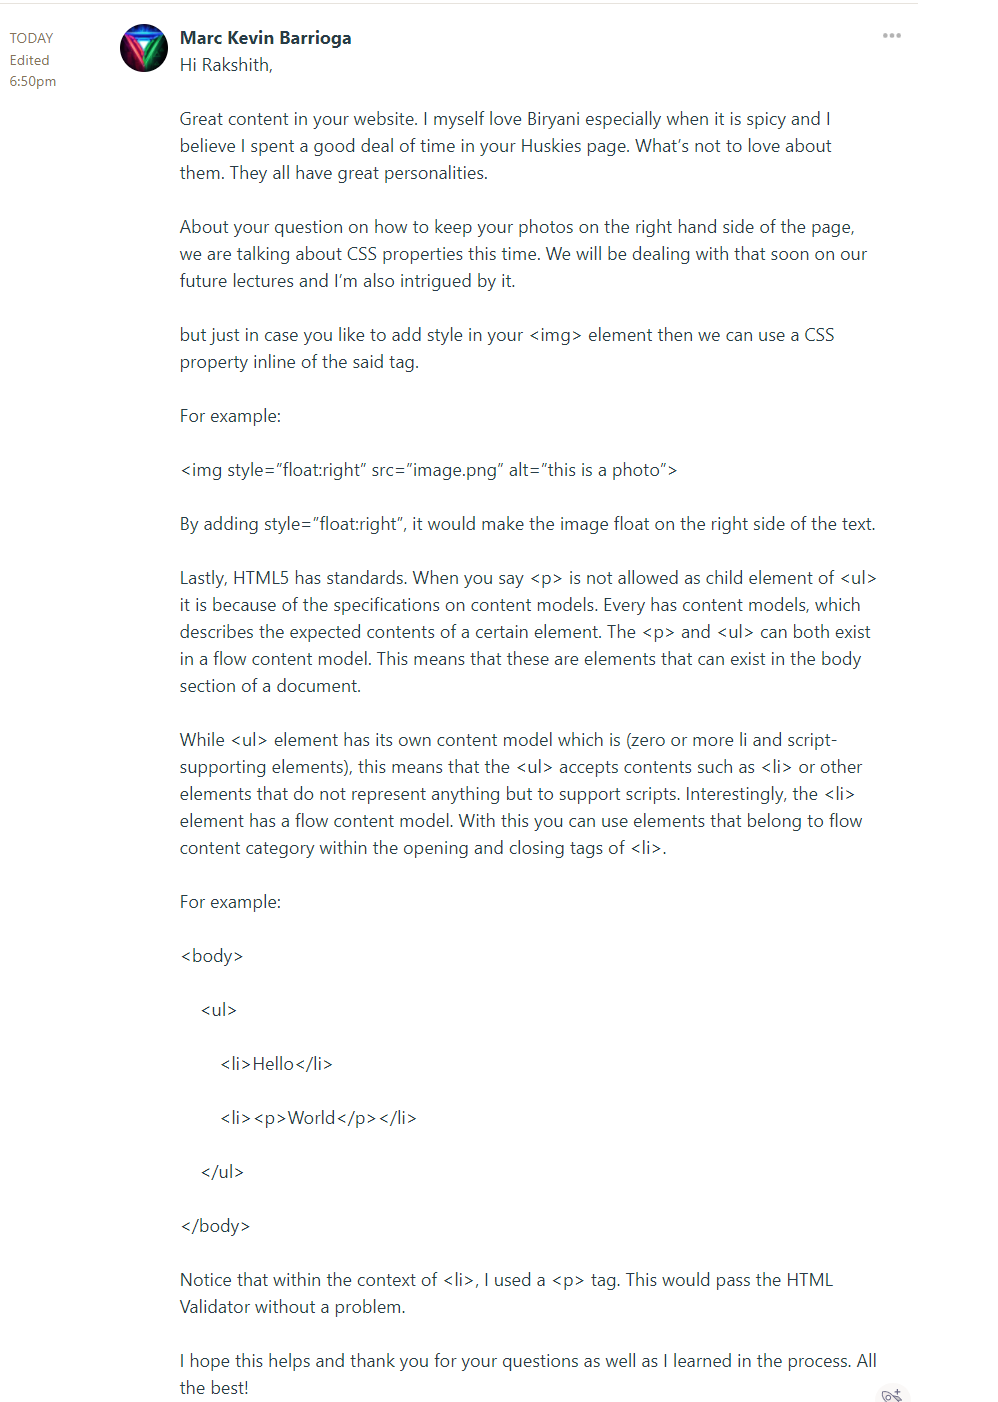 TODAY
Edited
6:50pm
Marc Kevin Barrioga
Hi Rakshith,
Great content in your website. I myself love Biryani especially when it is spicy and I
believe I spent a good deal of time in your Huskies page. What's not to love about
them. They all have great personalities.
About your question on how to keep your photos on the right hand side of the page,
we are talking about CSS properties this time. We will be dealing with that soon on our
future lectures and I'm also intrigued by it.
but just in case you like to add style in your <img> element then we can use a CSS
property inline of the said tag.
For example:
<img style="float:right" src="image.png" alt="this is a photo">
By adding style="float:right", it would make the image float on the right side of the text.
Lastly, HTML5 has standards. When you say <p> is not allowed as child element of <ul>
it is because of the specifications on content models. Every has content models, which
describes the expected contents of a certain element. The <p> and <ul> can both exist
in a flow content model. This means that these are elements that can exist in the body
section of a document.
While <ul> element has its own content model which is (zero or more li and script-
supporting elements), this means that the <ul> accepts contents such as <li> or other
elements that do not represent anything but to support scripts. Interestingly, the <li>
element has a flow content model. With this you can use elements that belong to flow
content category within the opening and closing tags of <li>.
For example:
<body>
<ul>
<li>Hello</li>
<li><p>World</p></li>
</ul>
</body>
Notice that within the context of <li>, I used a <p> tag. This would pass the HTML
Validator without a problem.
I hope this helps and thank you for your questions as well as I learned in the process. All
the best!